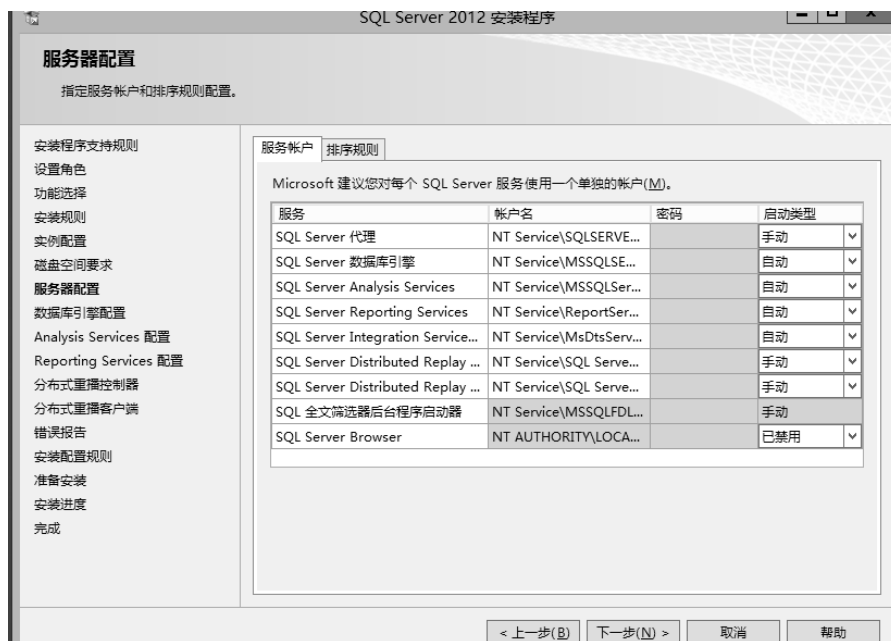 SQL Server 2012 安装程序
服务器配置
指定服务帐户和排序规则配置。
安装程序支持规则
设置角色
功能选择
安装规则
实例配置
磁盘空间要求
服务器配置
数据库引擎配置
Analysis Services 配置
Reporting Services 配置
分布式重播控制器
分布式重播客户端
错误报告
安装配置规则
准备安装
安装进度
完成
服务帐户 排序规则
Microsoft 建议您对每个 SQL Server 服务使用一个单独的帐户(M)。
服务 帐户名 密码 启动类型
SQL Server 代理 NT Service\SQLSERVE... 手动
SQL Server 数据库引擎 NT Service\MSSQLSE... 自动
SQL Server Analysis Services NT Service\MSSQLSer... 自动
SQL Server Reporting Services NT Service\ReportSer... 自动
SQL Server Integration Service... NT Service\MsDtsServ... 自动
SQL Server Distributed Replay ... NT Service\SQL Serve... 手动
SQL Server Distributed Replay ... NT Service\SQL Serve... 手动
SQL 全文筛选器后台程序启动器 NT Service\MSSQLFDL... 手动
SQL Server Browser NT AUTHORITY\LOCA... 已禁用
< 上一步(B) 下一步(N) > 取消 帮助